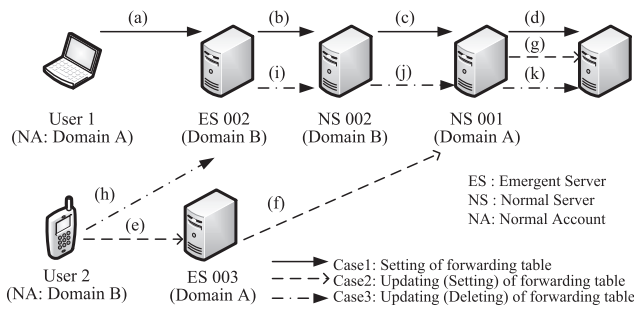 (a)
(b)
(c)
(d)
(g)
(i)
(j)
(k)
User 1
(NA: Domain A)
ES 002
(Domain B)
NS 002
(Domain B)
NS 001
(Domain A)
(h)
(e)
(f)
ES : Emergent Server
NS : Normal Server
NA: Normal Account
User 2
(NA: Domain B)
ES 003
(Domain A)
Case1: Setting of forwarding table
Case2: Updating (Setting) of forwarding table
Case3: Updating (Deleting) of forwarding table